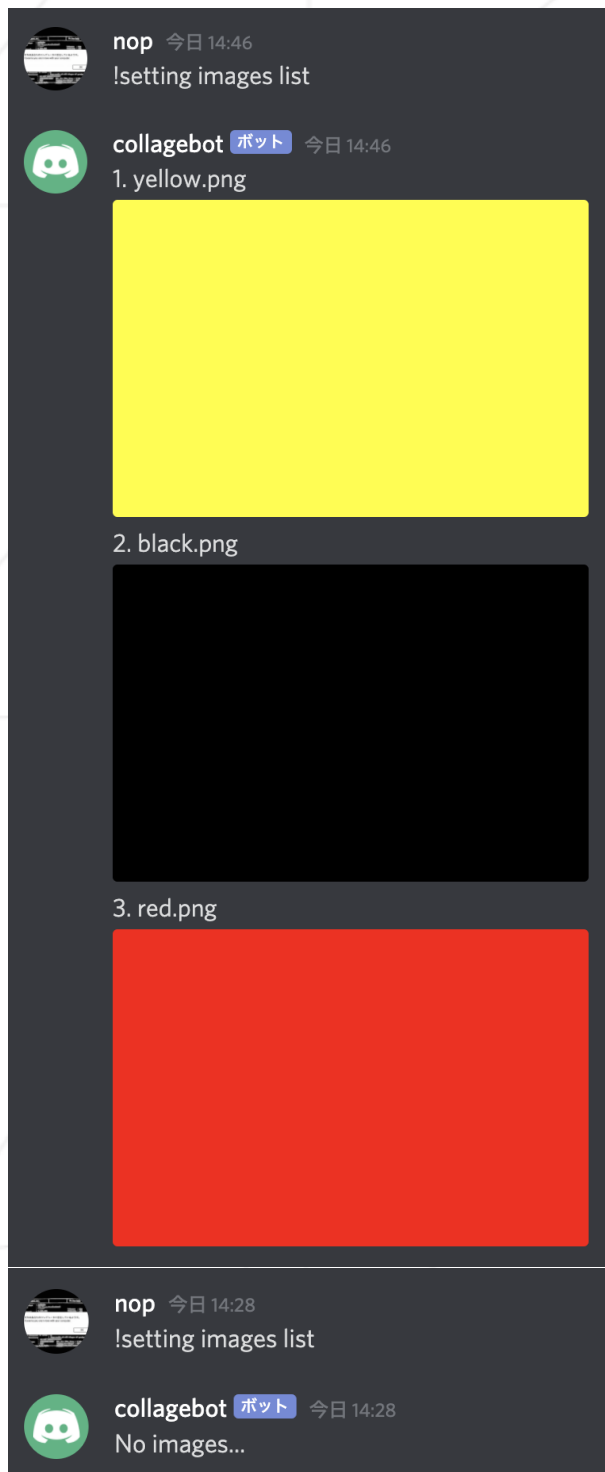 nop 今日 14:46
!setting images list
collagebot ボット 今日 14:46
1. yellow.png
2. black.png
3. red.png
nop 今日 14:28
!setting images list
collagebot ボット 今日 14:28
No images...